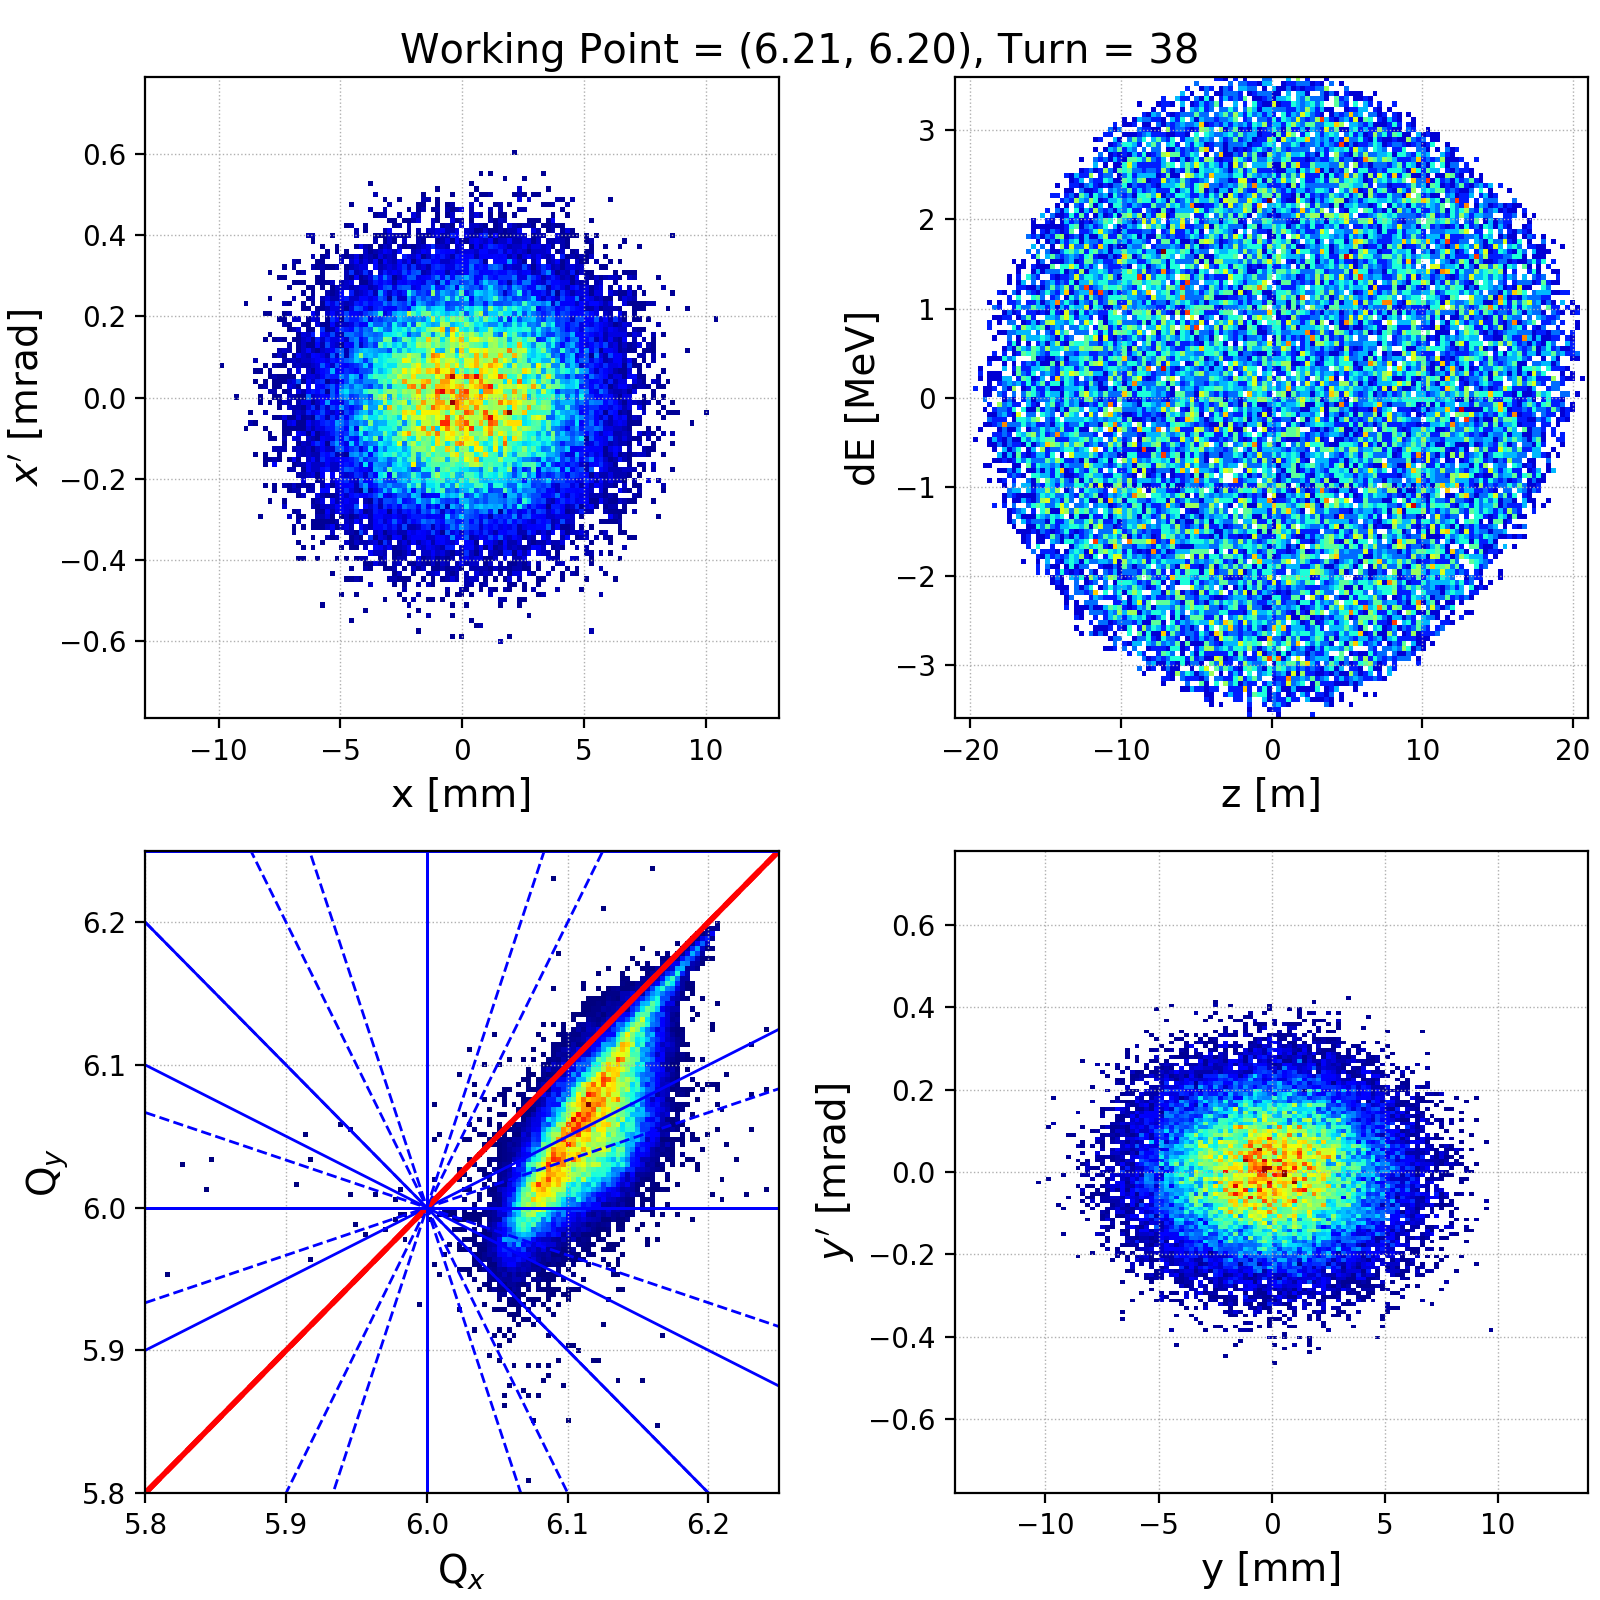 Working Point = (6.21, 6.20), Turn = 38
0.6
0.4
0.2
0.0
−0.2
−0.4
−0.6
x′ [mrad]
−10 −5 0 5 10
x [mm]
3
2
1
0
−1
−2
−3
dE [MeV]
−20 −10 0 10 20
z [m]
6.2
6.1
6.0
5.9
5.8
Qy
5.8 5.9 6.0 6.1 6.2
Qx
0.6
0.4
0.2
0.0
−0.2
−0.4
−0.6
y′ [mrad]
−10 −5 0 5 10
y [mm]